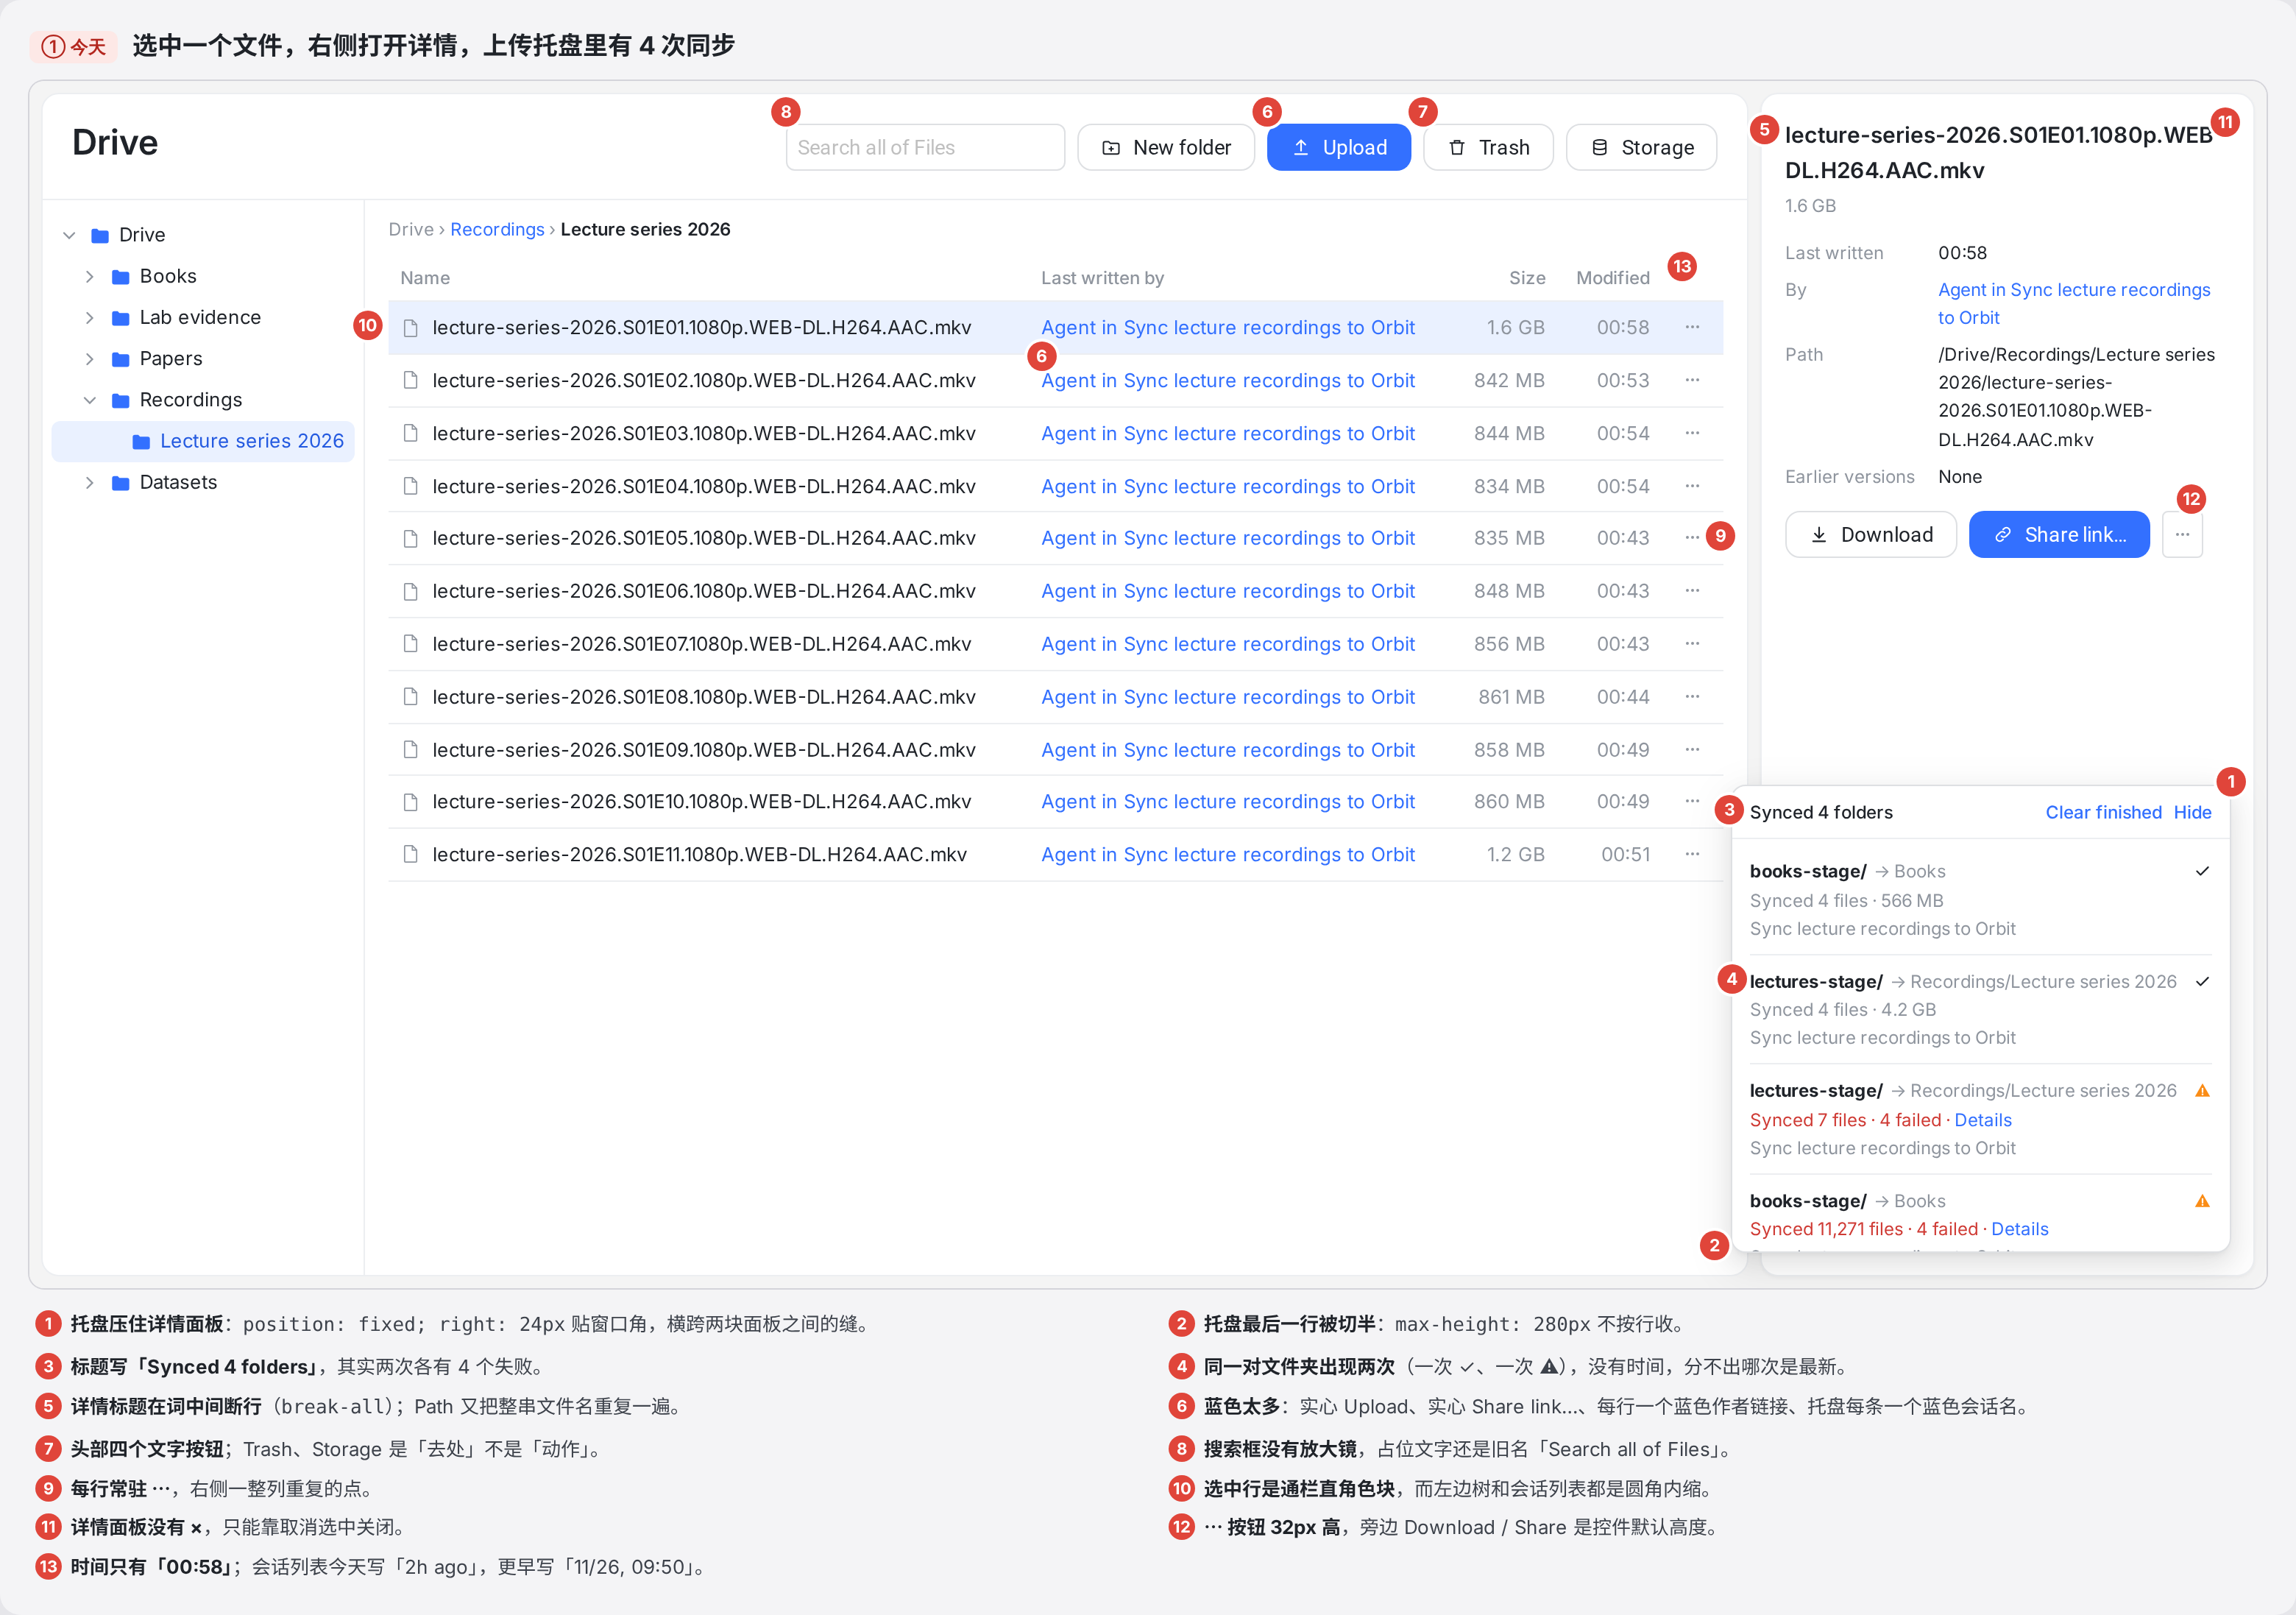 ① 今天 选中一个文件，右侧打开详情，上传托盘里有 4 次同步
Drive
8
Search all of Files
New folder
6
Upload
7
Trash
Storage
Drive
Books
Lab evidence
Papers
Recordings
Lecture series 2026
Datasets
Drive › Recordings › Lecture series 2026
Name Last written by Size Modified
13
10
lecture-series-2026.S01E01.1080p.WEB-DL.H264.AAC.mkv Agent in Sync lecture recordings to Orbit 1.6 GB 00:58 ···
6
lecture-series-2026.S01E02.1080p.WEB-DL.H264.AAC.mkv Agent in Sync lecture recordings to Orbit 842 MB 00:53 ···
lecture-series-2026.S01E03.1080p.WEB-DL.H264.AAC.mkv Agent in Sync lecture recordings to Orbit 844 MB 00:54 ···
lecture-series-2026.S01E04.1080p.WEB-DL.H264.AAC.mkv Agent in Sync lecture recordings to Orbit 834 MB 00:54 ···
lecture-series-2026.S01E05.1080p.WEB-DL.H264.AAC.mkv Agent in Sync lecture recordings to Orbit 835 MB 00:43 ··· 9
lecture-series-2026.S01E06.1080p.WEB-DL.H264.AAC.mkv Agent in Sync lecture recordings to Orbit 848 MB 00:43 ···
lecture-series-2026.S01E07.1080p.WEB-DL.H264.AAC.mkv Agent in Sync lecture recordings to Orbit 856 MB 00:43 ···
lecture-series-2026.S01E08.1080p.WEB-DL.H264.AAC.mkv Agent in Sync lecture recordings to Orbit 861 MB 00:44 ···
lecture-series-2026.S01E09.1080p.WEB-DL.H264.AAC.mkv Agent in Sync lecture recordings to Orbit 858 MB 00:49 ···
lecture-series-2026.S01E10.1080p.WEB-DL.H264.AAC.mkv Agent in Sync lecture recordings to Orbit 860 MB 00:49 ···
lecture-series-2026.S01E11.1080p.WEB-DL.H264.AAC.mkv Agent in Sync lecture recordings to Orbit 1.2 GB 00:51 ···
5
11
lecture-series-2026.S01E01.1080p.WEB
DL.H264.AAC.mkv
1.6 GB
Last written 00:58
By Agent in Sync lecture recordings
to Orbit
Path /Drive/Recordings/Lecture series
2026/lecture-series-
2026.S01E01.1080p.WEB-
DL.H264.AAC.mkv
Earlier versions None
12
Download
Share link...
···
1
3
Synced 4 folders Clear finished Hide
books-stage/ → Books ✓
Synced 4 files · 566 MB
Sync lecture recordings to Orbit
4
lectures-stage/ → Recordings/Lecture series 2026 ✓
Synced 4 files · 4.2 GB
Sync lecture recordings to Orbit
lectures-stage/ → Recordings/Lecture series 2026
Synced 7 files · 4 failed · Details
Sync lecture recordings to Orbit
books-stage/ → Books
Synced 11,271 files · 4 failed · Details
2
1 托盘压住详情面板：position: fixed; right: 24px 贴窗口角，横跨两块面板之间的缝。
2 托盘最后一行被切半：max-height: 280px 不按行收。
3 标题写「Synced 4 folders」，其实两次各有 4 个失败。
4 同一对文件夹出现两次（一次 ✓、一次 ⚠），没有时间，分不出哪次是最新。
5 详情标题在词中间断行（break-all）；Path 又把整串文件名重复一遍。
6 蓝色太多：实心 Upload、实心 Share link…、每行一个蓝色作者链接、托盘每条一个蓝色会话名。
7 头部四个文字按钮；Trash、Storage 是「去处」不是「动作」。
8 搜索框没有放大镜，占位文字还是旧名「Search all of Files」。
9 每行常驻 ···，右侧一整列重复的点。
10 选中行是通栏直角色块，而左边树和会话列表都是圆角内缩。
11 详情面板没有 ×，只能靠取消选中关闭。
12 ··· 按钮 32px 高，旁边 Download / Share 是控件默认高度。
13 时间只有「00:58」；会话列表今天写「2h ago」，更早写「11/26, 09:50」。